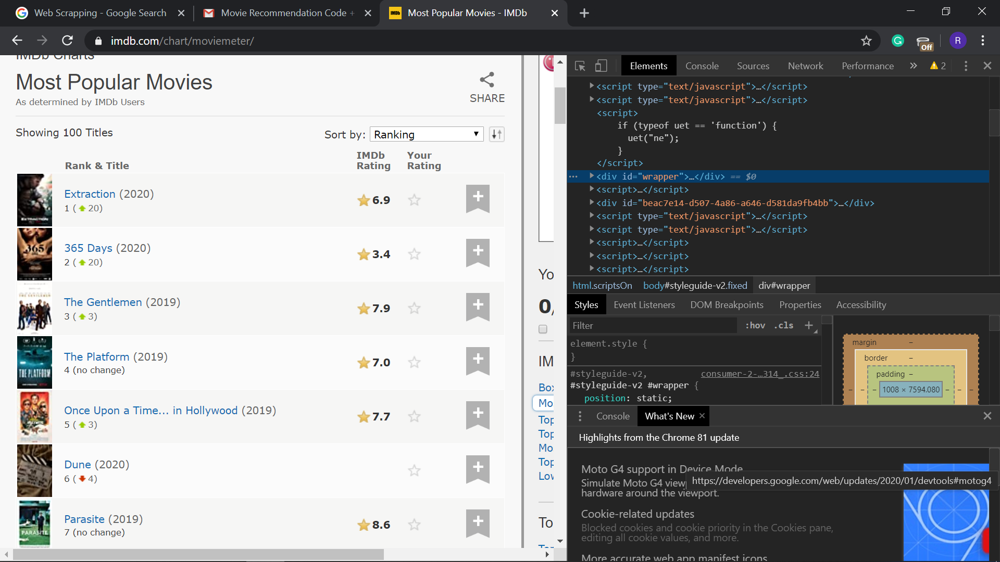 Web Scrapping - Google Search
Movie Recommendation Code +
IMDb
Most Popular Movies - IMDb
imdb.com/chart/moviemeter/
Off
R
IMDb Charts
Most Popular Movies
As determined by IMDb Users
SHARE
Showing 100 Titles
Sort by: Ranking
Rank & Title
IMDb Rating
Your Rating
Extraction (2020)
1 (20)
6.9
365 Days (2020)
2 (20)
3.4
The Gentlemen (2019)
3 (3)
7.9
The Platform (2019)
4 (no change)
7.0
Once Upon a Time... in Hollywood (2019)
5 (3)
7.7
Dune (2020)
6 (4)
Parasite (2019)
7 (no change)
8.6
EXTRACTION
365
THE GENTLEMEN
THE PLATFORM
PARASITE
Yo
0/
IM
Box
Mo
Top
Top
Mo
Top
Low
To
Elements
Console
Sources
Network
Performance
2
<script type="text/javascript">…</script>
<script type="text/javascript">…</script>
<script>
if (typeof uet == 'function') {
uet("ne");
}
</script>
<div id="wrapper">…</div> == $0
<script>…</script>
<div id="beac7e14-d507-4a86-a646-d581da9fb4bb">…</div>
<script type="text/javascript">…</script>
<script type="text/javascript">…</script>
<script>…</script>
<script>…</script>
<script>…</script>
html.scriptsOn
body#styleguide-v2.fixed
div#wrapper
Styles
Event Listeners
DOM Breakpoints
Properties
Accessibility
Filter
:hov .cls +
element.style {
}
#styleguide-v2, consumer-2-…314_.css:24
#styleguide-v2 #wrapper {
position: static;
margin –
border –
padding –
– – – 1008 × 7594.080 – – –
Console
What's New
Highlights from the Chrome 81 update
Moto G4 support in Device Mode
Simulate Moto G4 view
https://developers.google.com/web/updates/2020/01/devtools#motog4
hardware around the viewport.
Cookie-related updates
Blocked cookies and cookie priority in the Cookies pane,
editing all cookie values, and more.
More accurate web app manifest icons